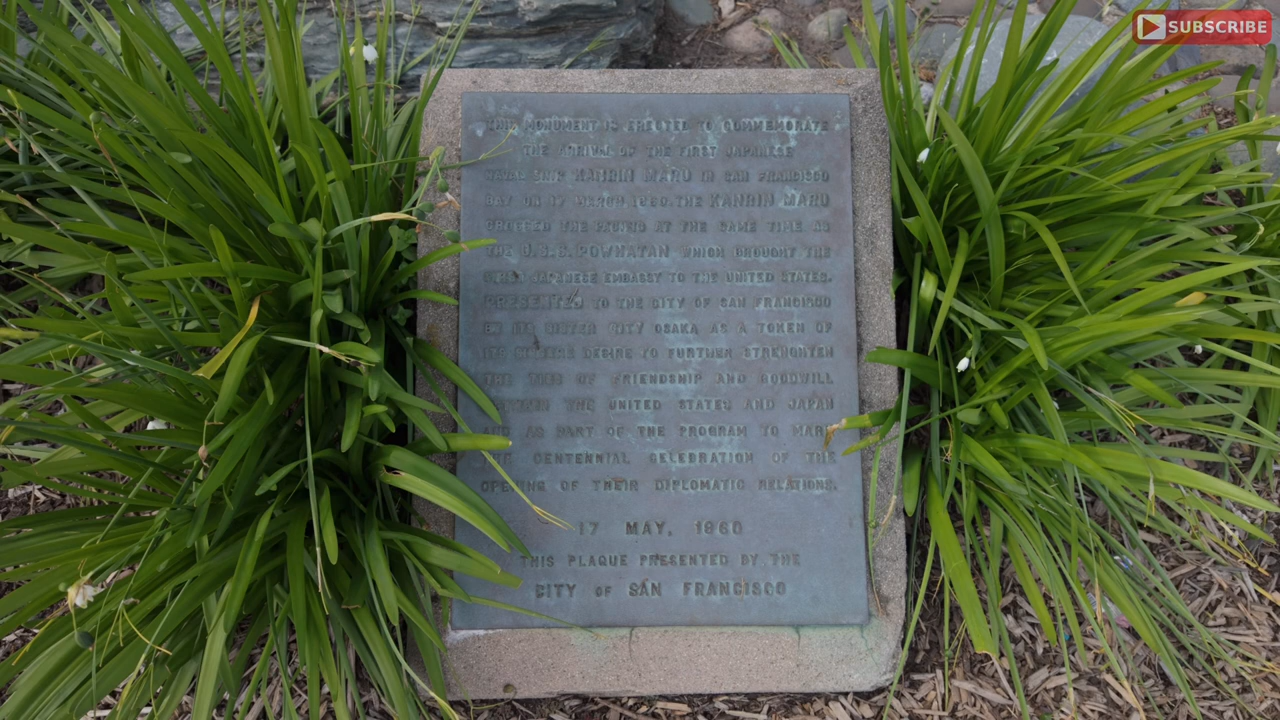 SUBSCRIBE
THIS MONUMENT IS ERECTED TO COMMEMORATE
THE ARRIVAL OF THE FIRST JAPANESE
NAVAL SHIP KANRIN MARU IN SAN FRANCISCO
BAY ON 17 MARCH 1860. THE KANRIN MARU
CROSSED THE PACIFIC AT THE SAME TIME AS
THE U.S.S. POWHATAN WHICH BROUGHT THE
FIRST JAPANESE EMBASSY TO THE UNITED STATES.
PRESENTED TO THE CITY OF SAN FRANCISCO
BY ITS SISTER CITY OSAKA AS A TOKEN OF
ITS SINCERE DESIRE TO FURTHER STRENGHTEN
THE TIES OF FRIENDSHIP AND GOODWILL
BETWEEN THE UNITED STATES AND JAPAN
AND AS PART OF THE PROGRAM TO MARK
THE CENTENNIAL CELEBRATION OF THE
OPENING OF THEIR DIPLOMATIC RELATIONS.
17 MAY, 1960
THIS PLAQUE PRESENTED BY THE
CITY OF SAN FRANCISCO